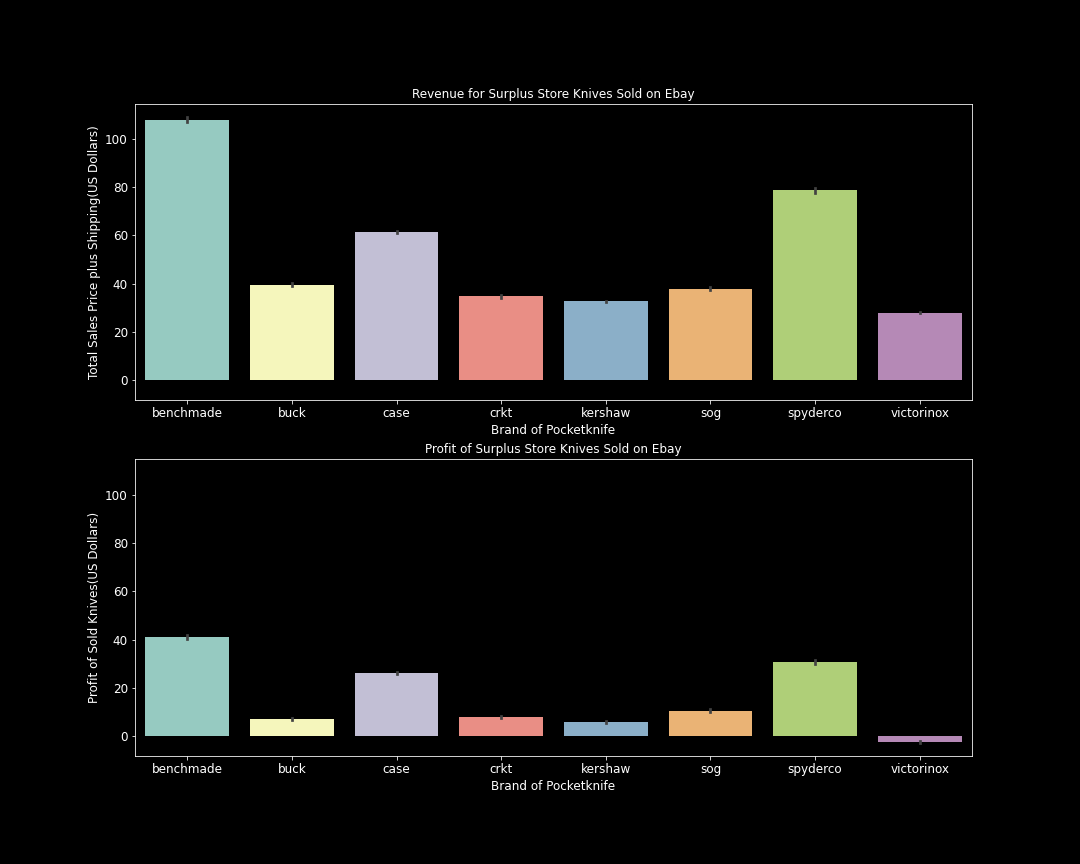 Revenue for Surplus Store Knives Sold on Ebay
Total Sales Price plus Shipping(US Dollars)
100
80
60
40
20
0
benchmade buck case crkt kershaw sog spyderco victorinox
Brand of Pocketknife
Profit of Surplus Store Knives Sold on Ebay
Profit of Sold Knives(US Dollars)
100
80
60
40
20
0
benchmade buck case crkt kershaw sog spyderco victorinox
Brand of Pocketknife